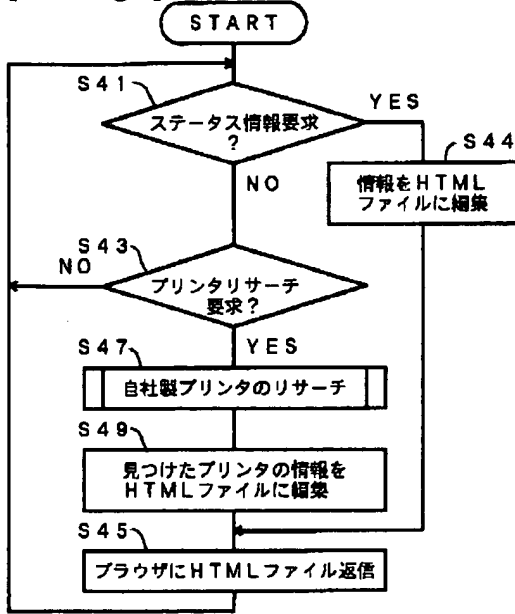 START
S41
ステータス情報要求
?
YES
NO
S44
情報をHTML
ファイルに編集
S43
NO
プリンタリサーチ
要求?
YES
S47
自社製プリンタのリサーチ
S49
見つけたプリンタの情報を
HTMLファイルに編集
S45
ブラウザにHTMLファイル返信